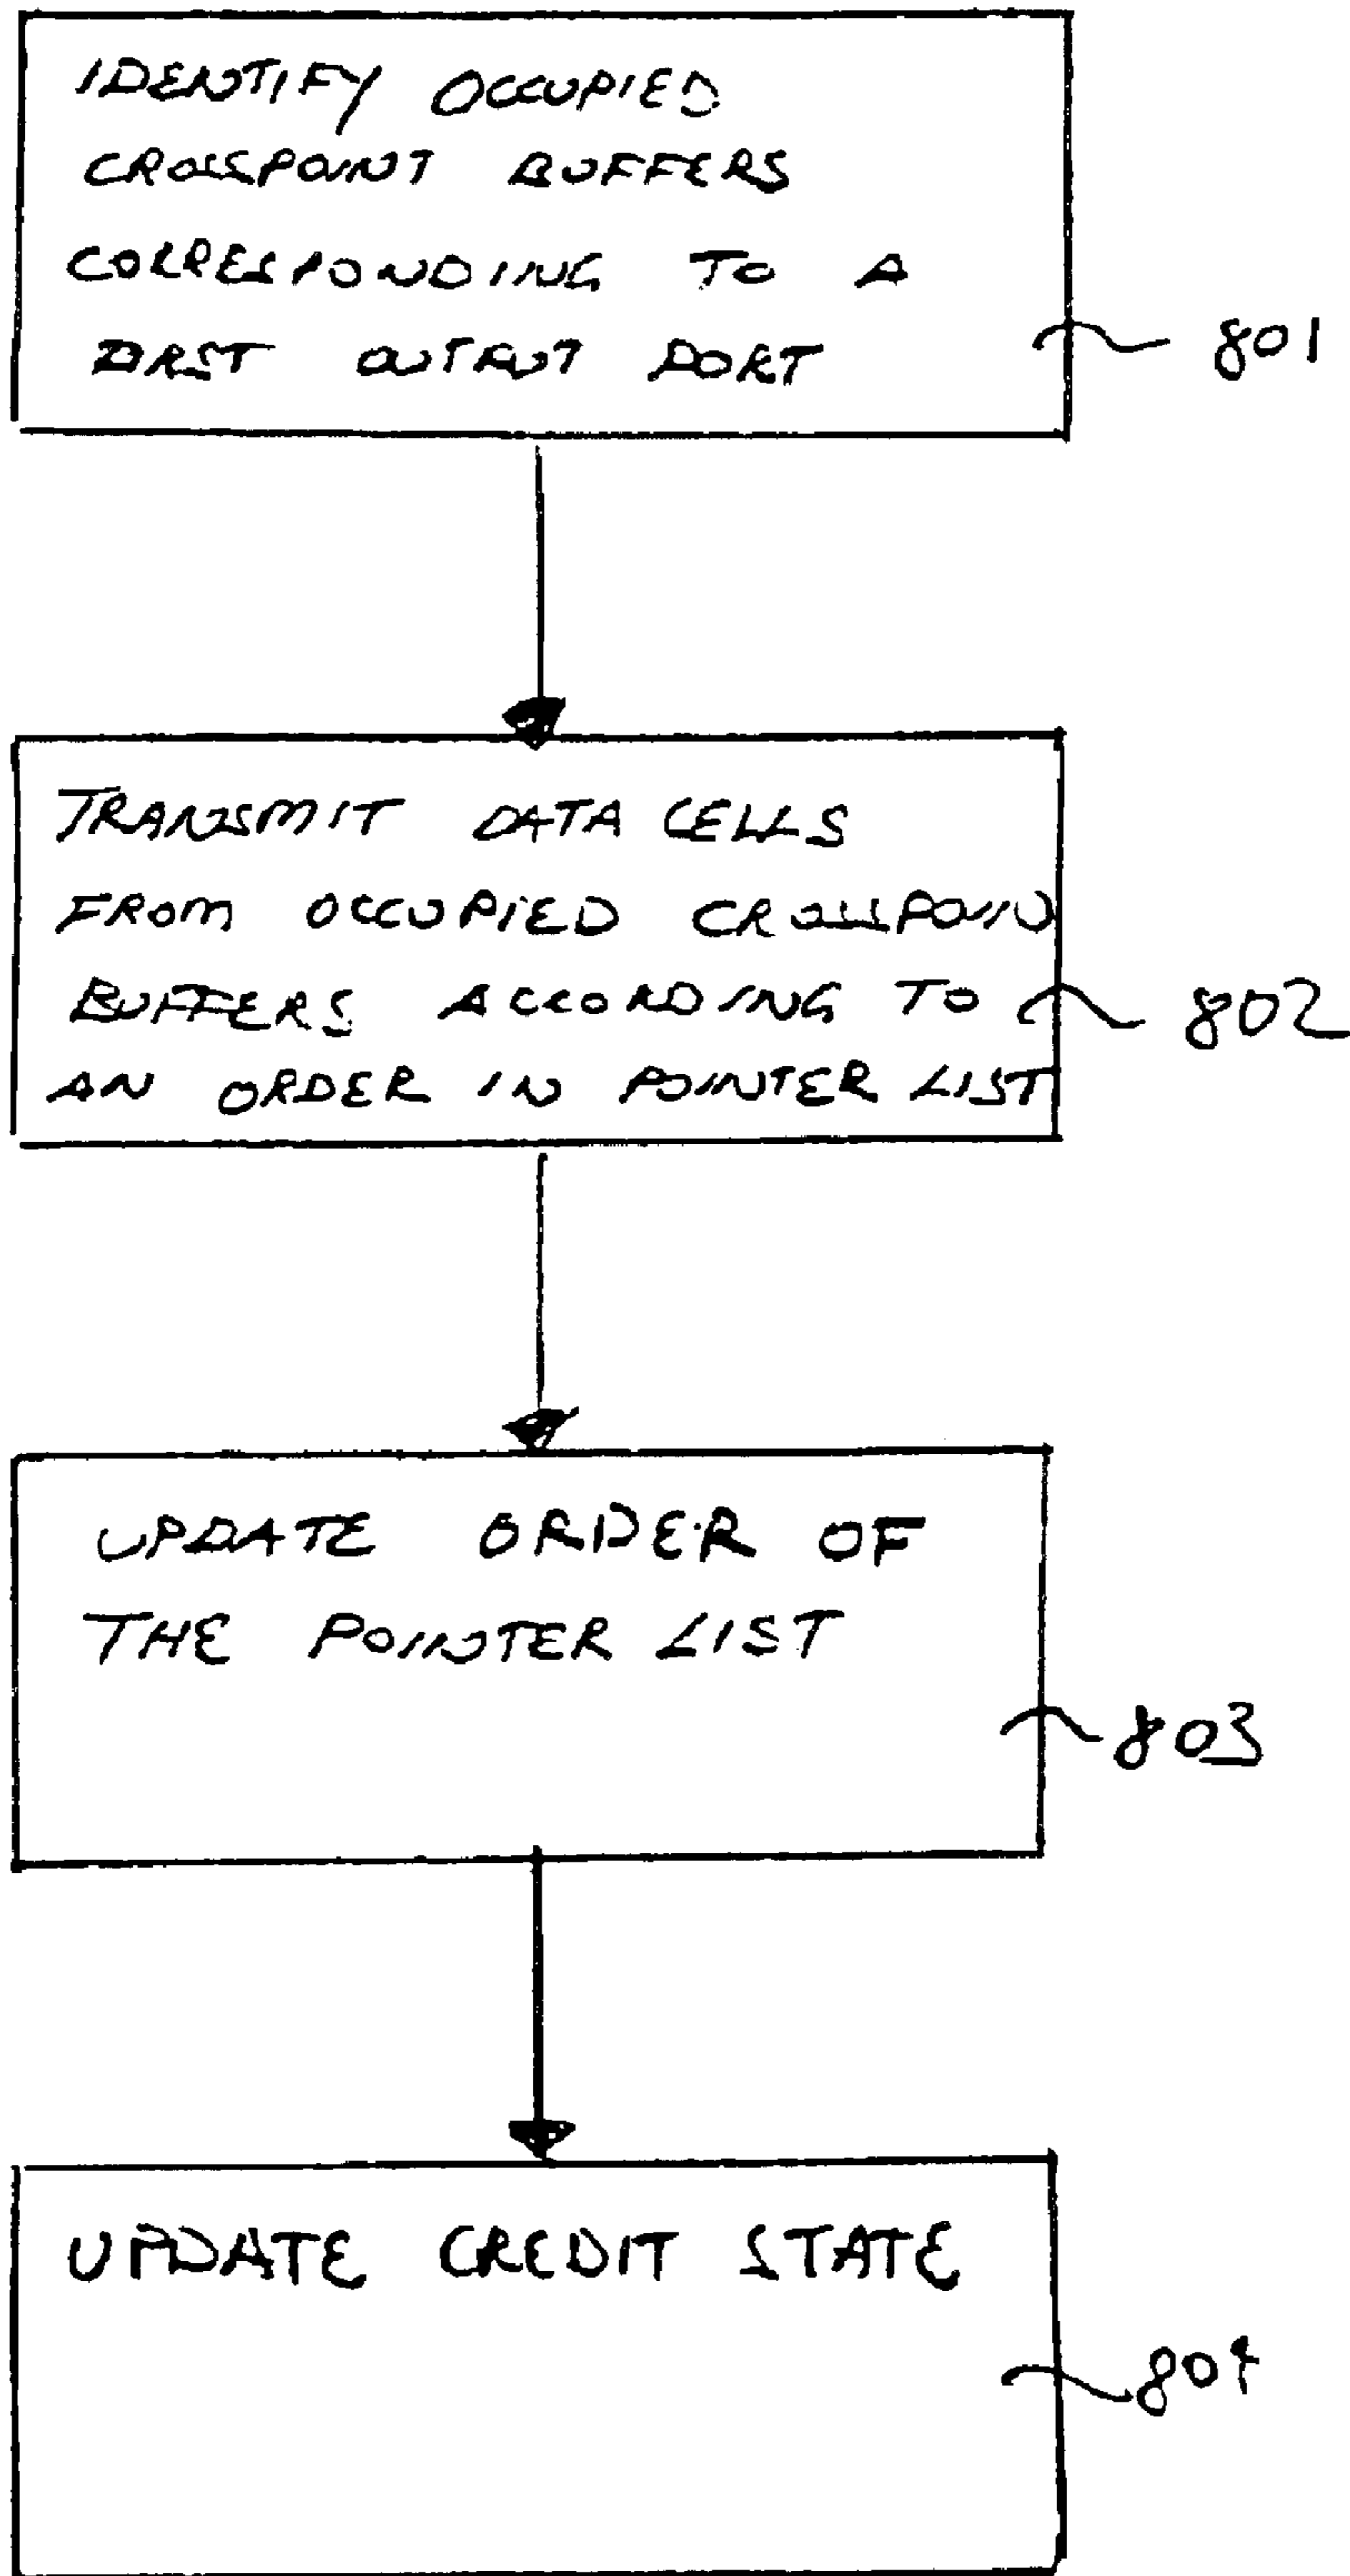 IDENTIFY OCCUPIED
CROSSPOINT BUFFERS
CORRESPONDING TO A
FIRST OUTPUT PORT
801
TRANSMIT DATA CELLS
FROM OCCUPIED CROSSPOIN
BUFFERS ACCORDING TO
802
AN ORDER IN POINTER LIST
UPDATE ORDER OF
THE POINTER LIST
803
UPDATE CREDIT STATE
804